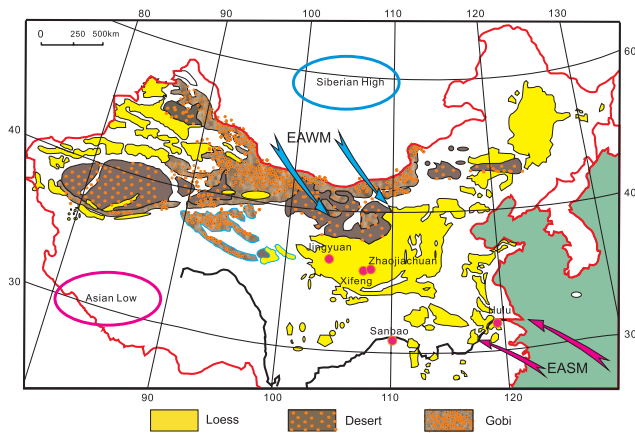 80 90 100 110 120 130
0 250 500km
60
Siberian High
40
EAWM
40
Jingyuan
Zhaojiachuan
Xifeng
30
Asian Low
Hulu
Sanbao
30
EASM
90 100 110 120
Loess Desert Gobi